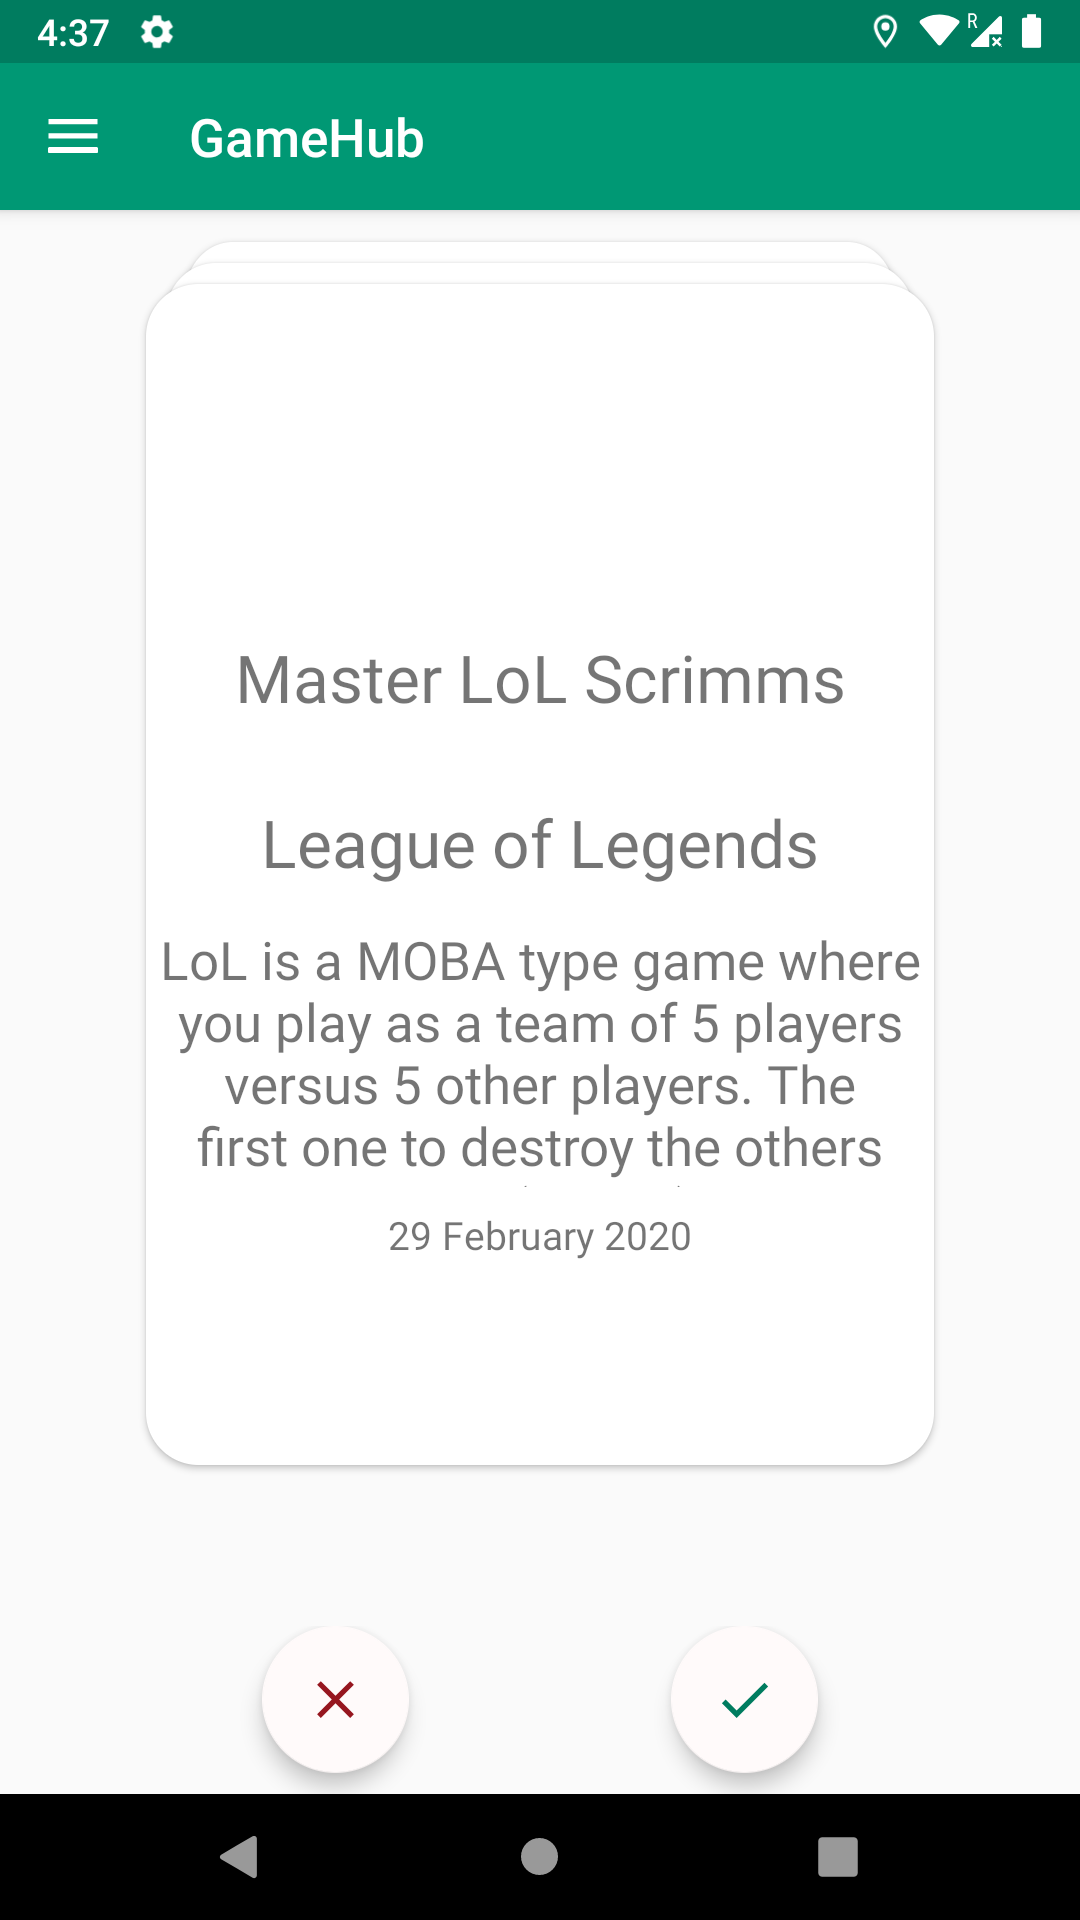 4:37
R
GameHub
Master LoL Scrimms
League of Legends
LoL is a MOBA type game where
you play as a team of 5 players
versus 5 other players. The
first one to destroy the others
29 February 2020